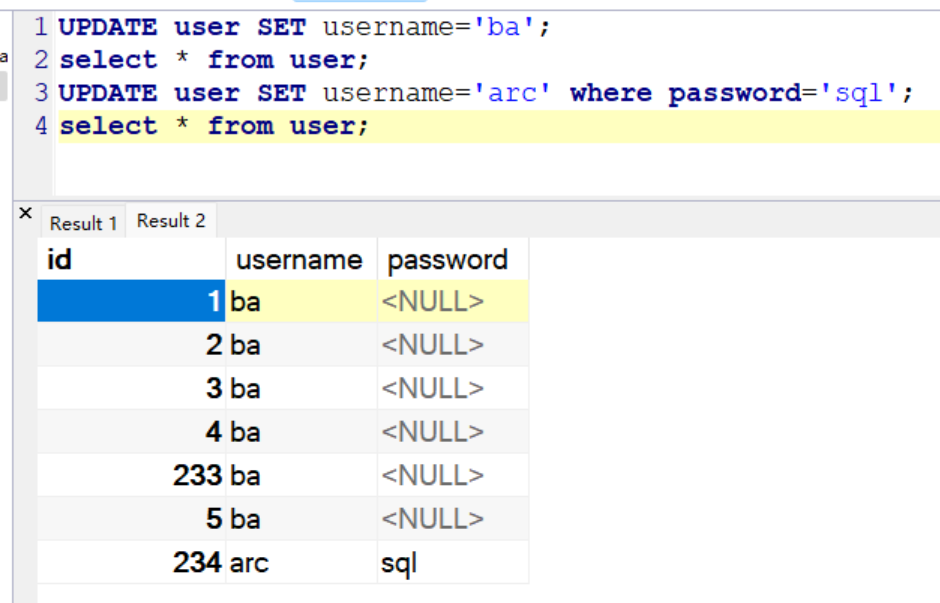 1 UPDATE user SET username='ba';
a
2 select * from user;
3 UPDATE user SET username='arc' where password='sql';
4 select * from user;
× Result 1 Result 2
id username password
1 ba <NULL>
2 ba <NULL>
3 ba <NULL>
4 ba <NULL>
233 ba <NULL>
5 ba <NULL>
234 arc sql